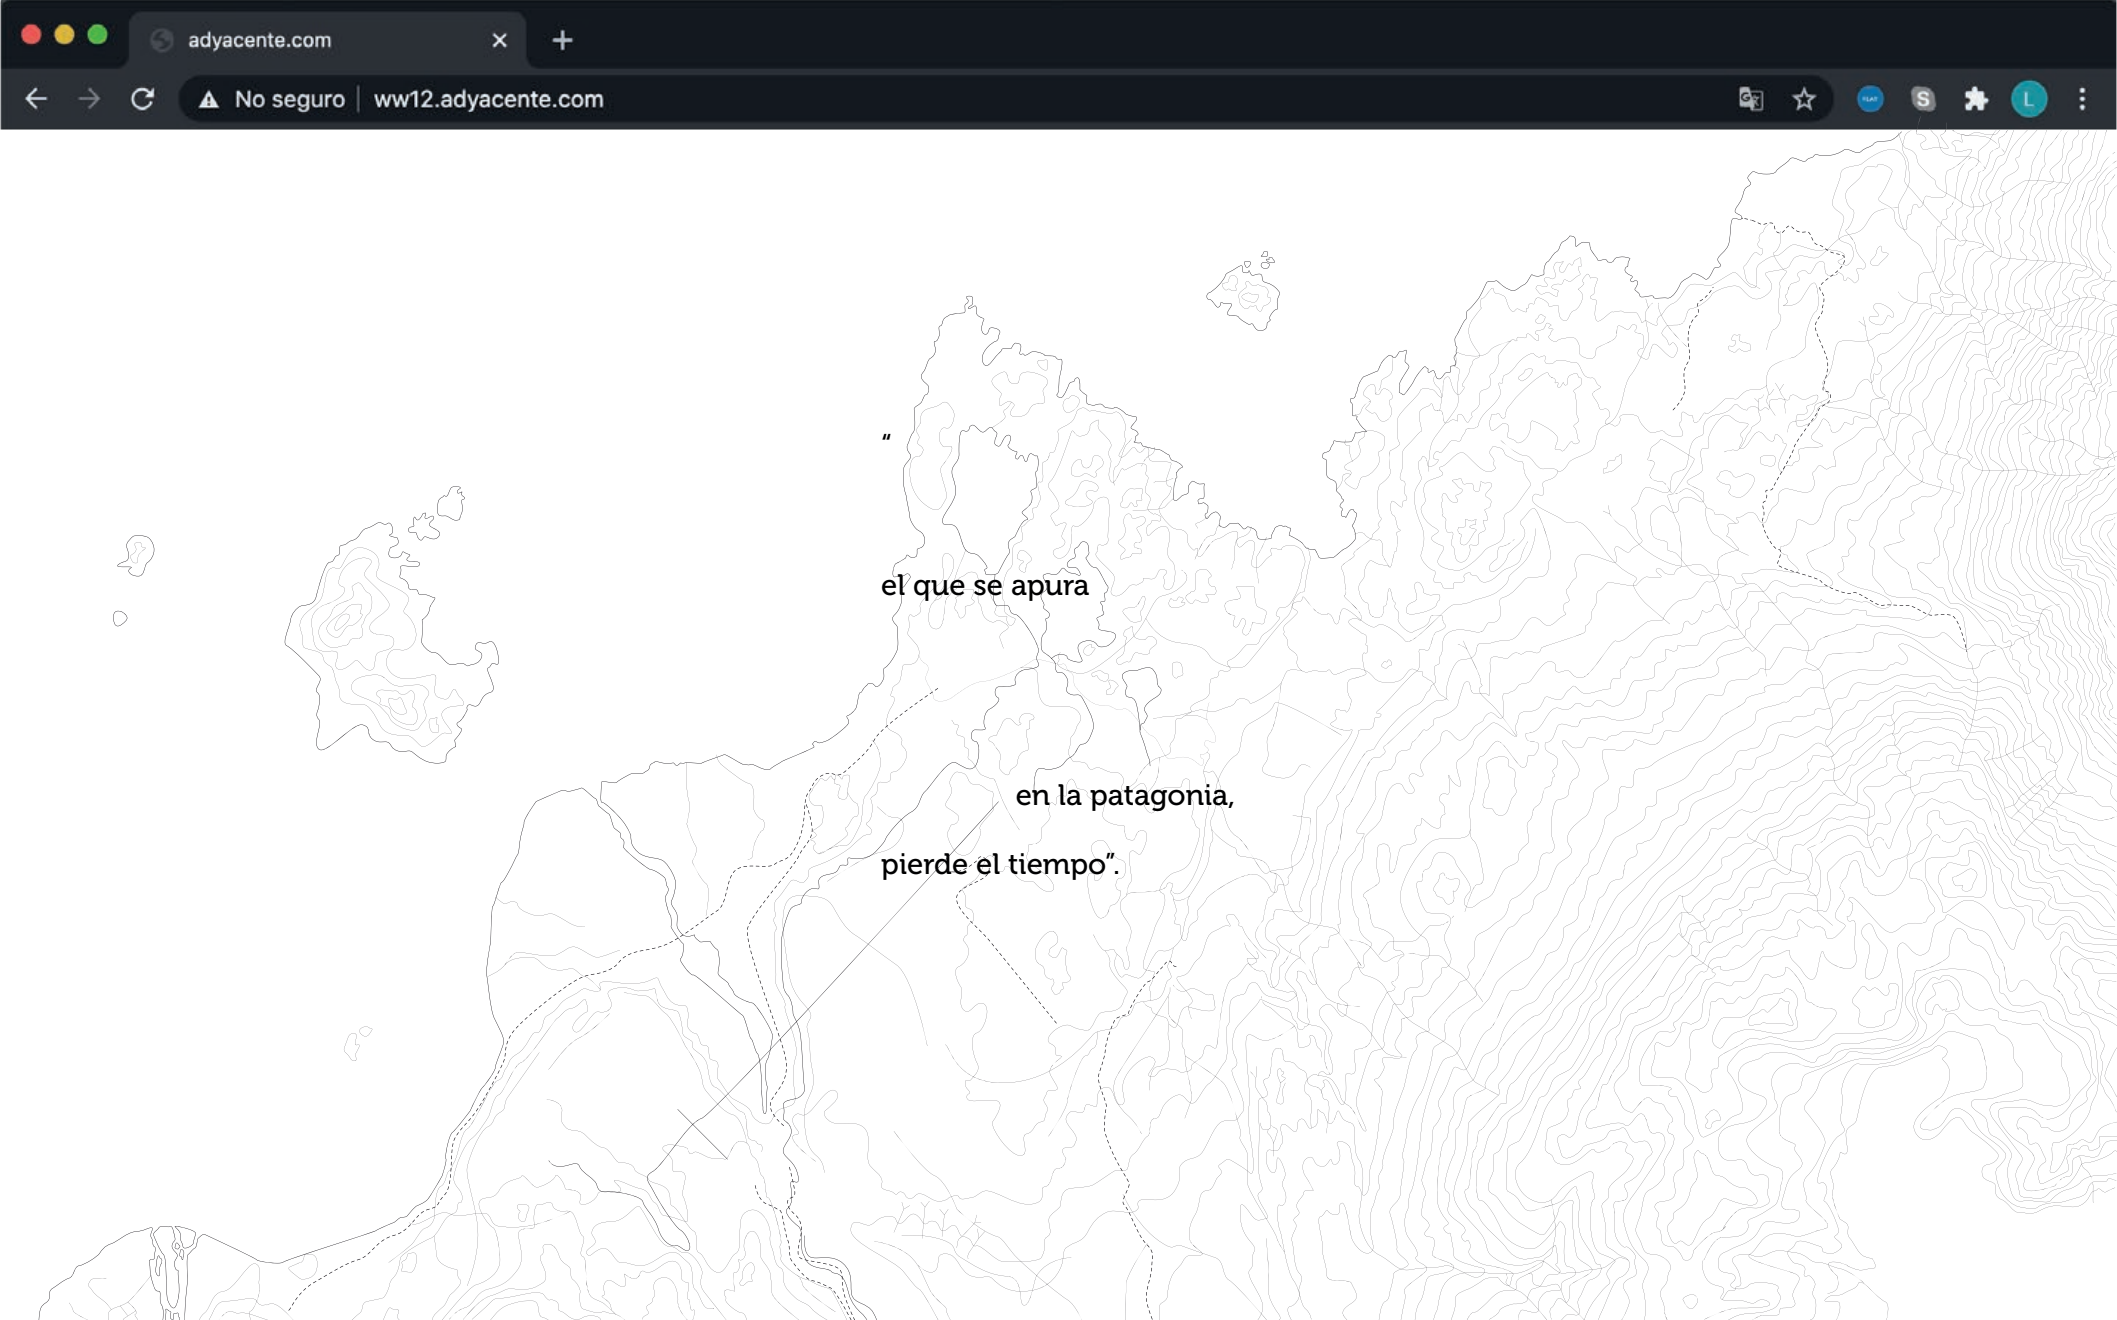 adyacente.com
No seguro
ww12.adyacente.com
S
L
“
el que se apura
en la patagonia,
pierde el tiempo”.